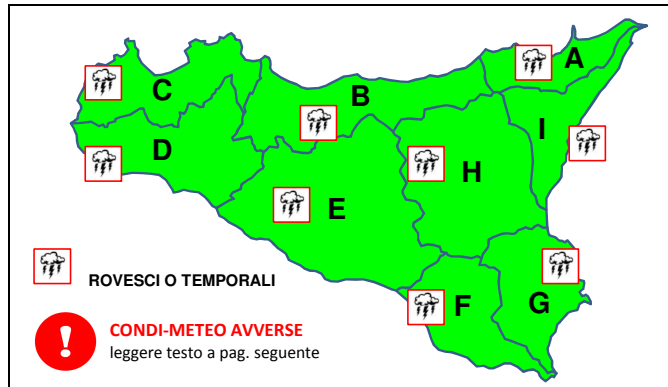 A
B
C
I
D
H
E
ROVESCI O TEMPORALI
F
G
!
CONDI-METEO AVVERSE
leggere testo a pag. seguente